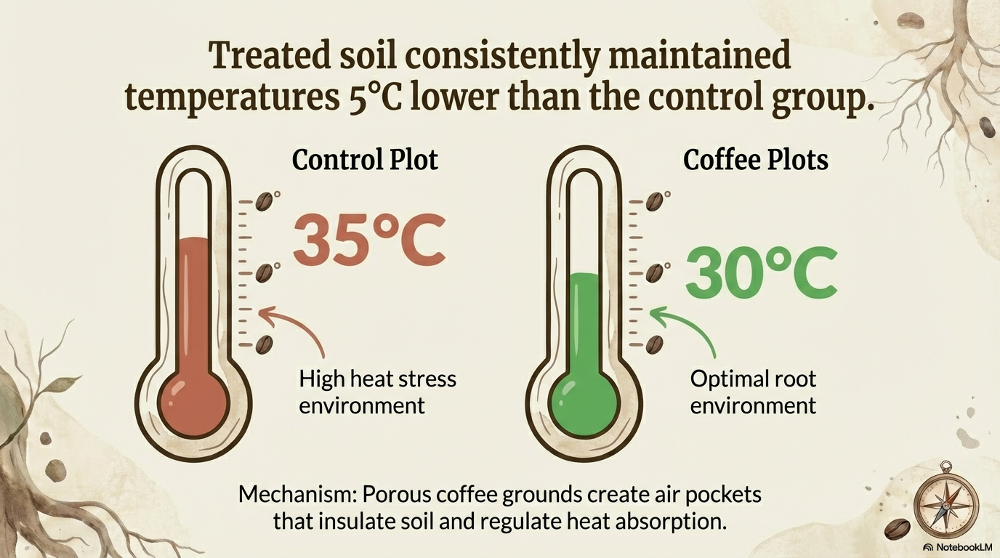 Treated soil consistently maintained
temperatures 5°C lower than the control group.
Control Plot
35°C
High heat stress
environment
Coffee Plots
30°C
Optimal root
environment
Mechanism: Porous coffee grounds create air pockets
that insulate soil and regulate heat absorption.
NotebookLM